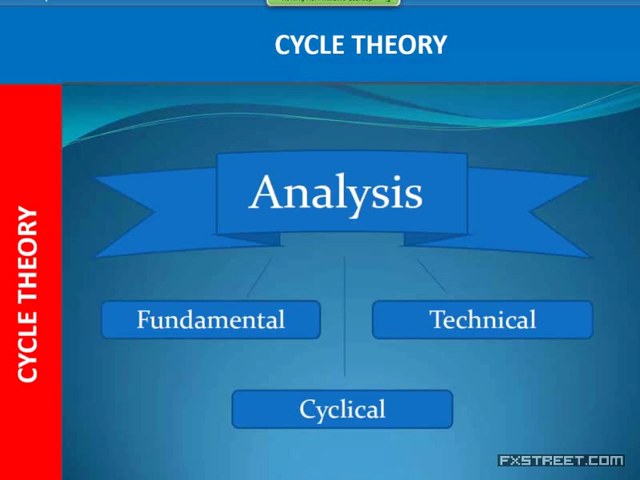 CYCLE THEORY
CYCLE THEORY
Analysis
Fundamental
Technical
Cyclical
FXSTREET.COM